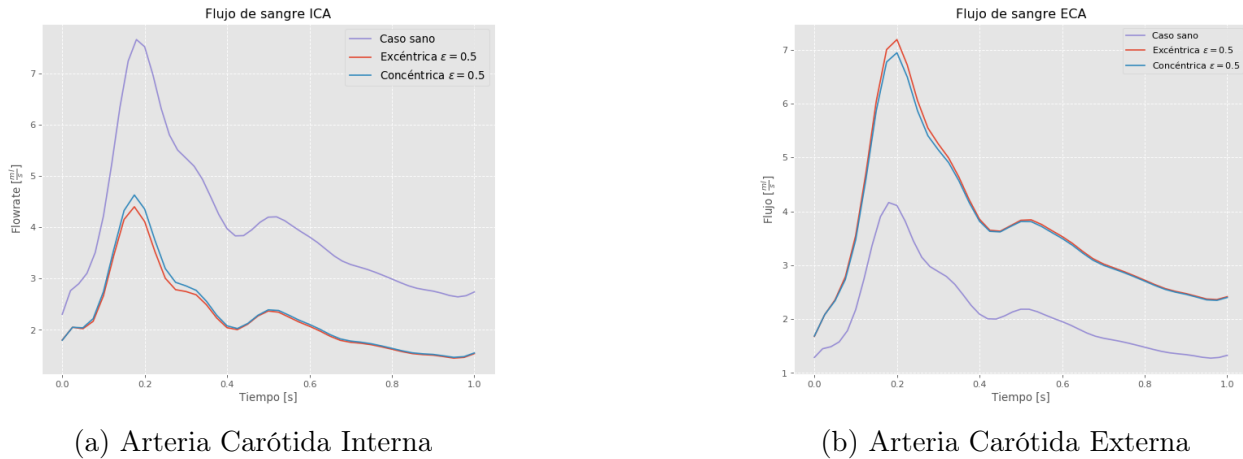 Flujo de sangre ICA
Caso sano
Excéntrica ε = 0.5
Concéntrica ε = 0.5
Flowrate [ml/s]
7
6
5
4
3
2
0.0 0.2 0.4 0.6 0.8 1.0
Tiempo [s]
(a) Arteria Carótida Interna
Flujo de sangre ECA
Caso sano
Excéntrica ε = 0.5
Concéntrica ε = 0.5
Flujo [ml/s]
7
6
5
4
3
2
1
0.0 0.2 0.4 0.6 0.8 1.0
Tiempo [s]
(b) Arteria Carótida Externa